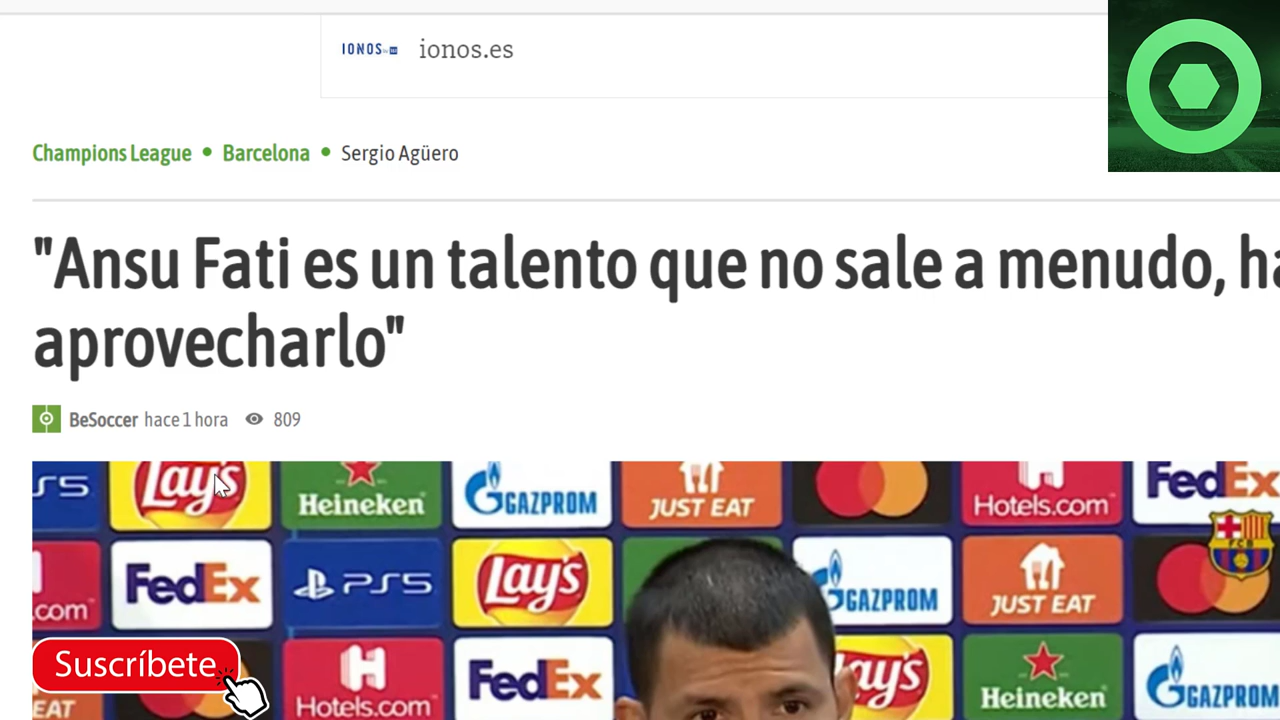 IONOS ionos.es
Champions League • Barcelona • Sergio Agüero
"Ansu Fati es un talento que no sale a menudo,
aprovecharlo"
BeSoccer hace 1 hora 809
Lay's Heineken GAZPROM JUST EAT Hotels.com FedEx
.com FedEx PS5 Lay's GAZPROM JUST EAT
Suscríbete
EAT Hotels.com FedEx Lay's Heineken GAZPROM